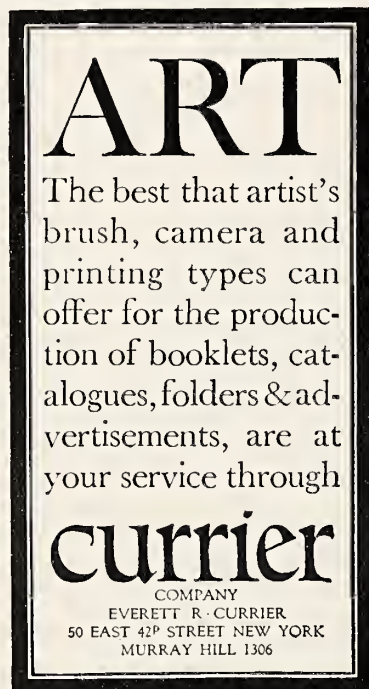 ART
The best that artist's
brush, camera and
printing types can
offer for the produc-
tion of booklets, cat-
alogues, folders & ad-
vertisements, are at
your service through
currier
COMPANY
EVERETT R · CURRIER
50 EAST 42ᴰ STREET NEW YORK
MURRAY HILL 1306